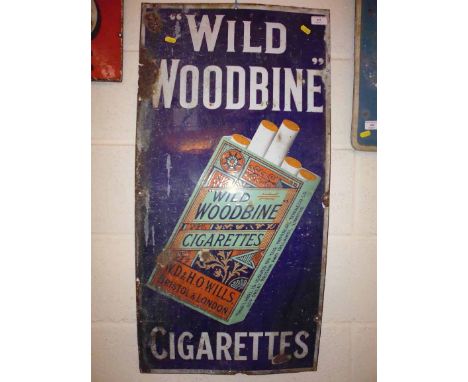 "WILD
WOODBINE"
WILD
WOODBINE
CIGARETTES
W.D.& H.O.WILLS.
BRISTOL & LONDON
CIGARETTES